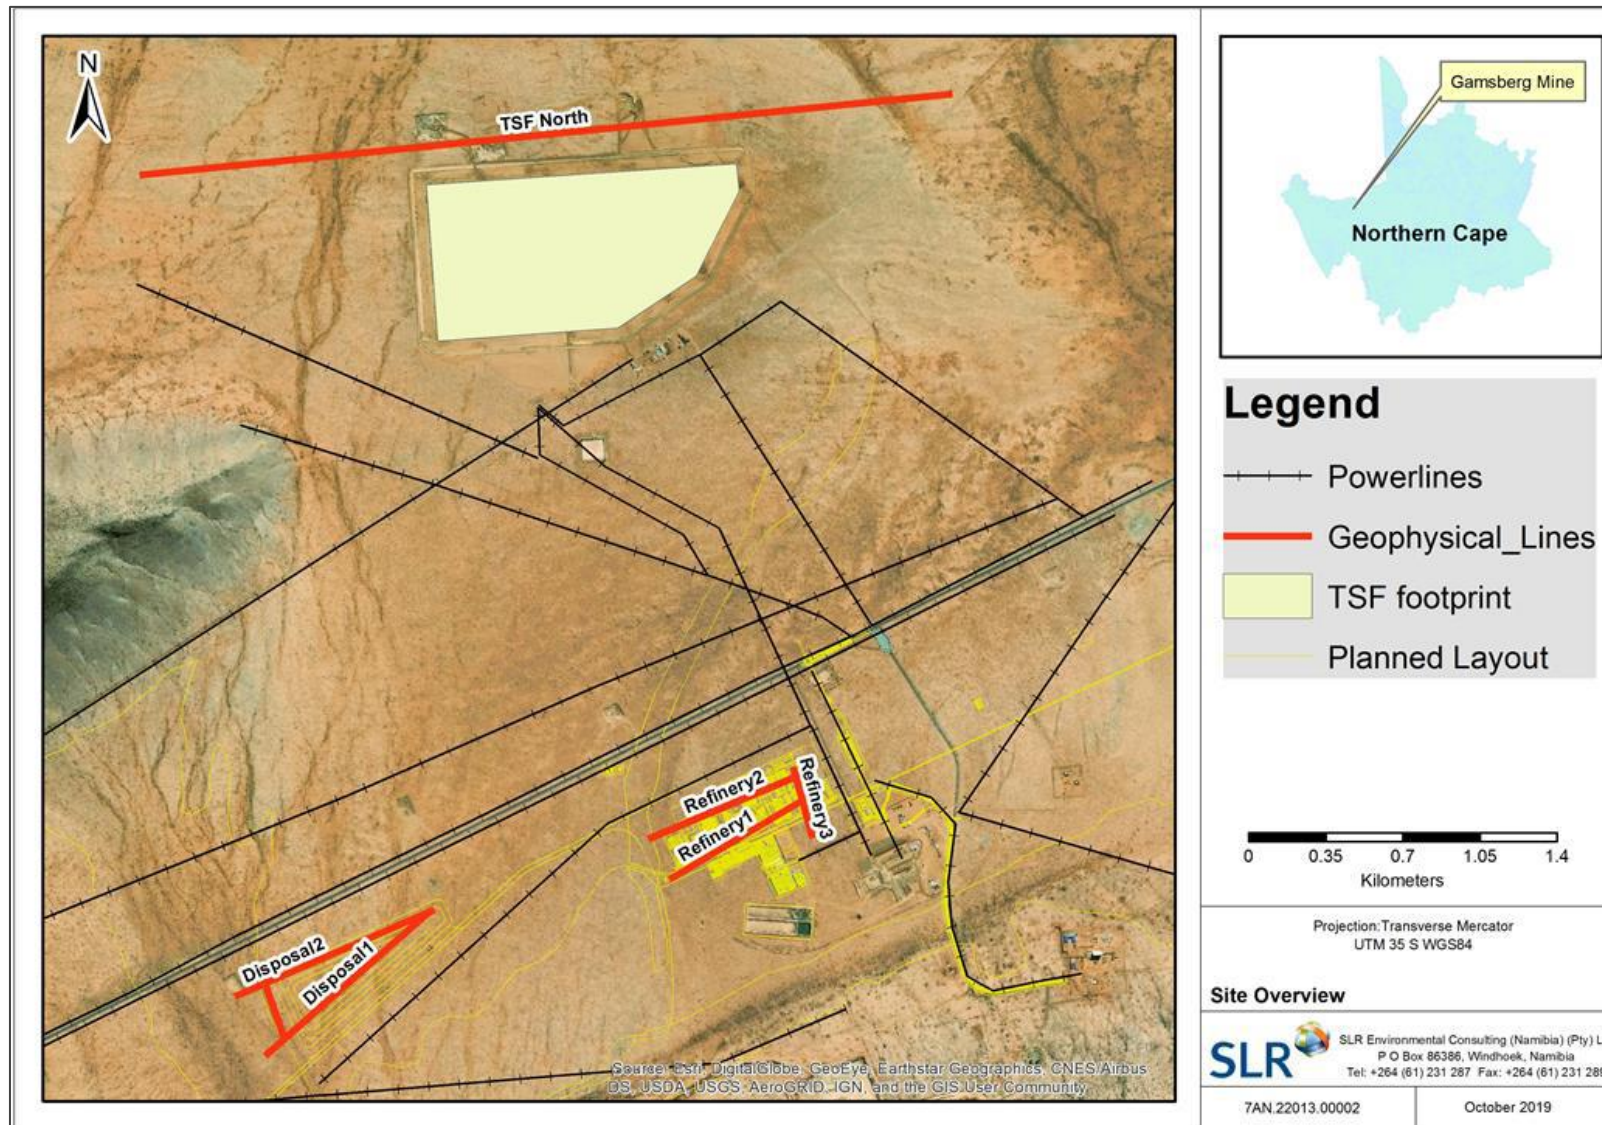 N
TSF North
Refinery2
Refinery1
Refinery3
Disposal2
Disposal1
Source: Esri, DigitalGlobe, GeoEye, Earthstar Geographics, CNES/Airbus
DS, USDA, USGS, AeroGRID, IGN, and the GIS User Community
Gamsberg Mine
Northern Cape
Legend
Powerlines
Geophysical_Lines
TSF footprint
Planned Layout
0 0.35 0.7 1.05 1.4
Kilometers
Projection:Transverse Mercator
UTM 35 S WGS84
Site Overview
SLR
SLR Environmental Consulting (Namibia) (Pty) L
P O Box 86386, Windhoek, Namibia
Tel: +264 (61) 231 287 Fax: +264 (61) 231 289
7AN.22013.00002
October 2019